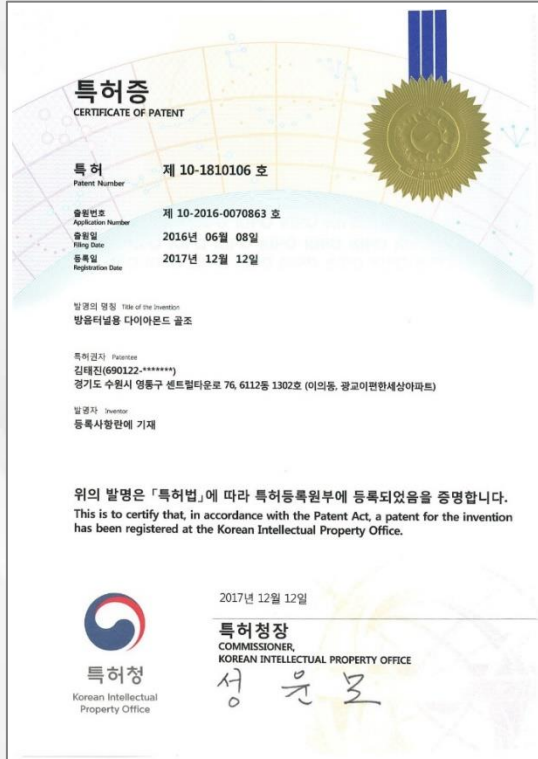 특허증
CERTIFICATE OF PATENT
특 허 제 10-1810106 호
Patent Number
출원번호 제 10-2016-0070863 호
Application Number
출원일 2016년 06월 08일
Filing Date
등록일 2017년 12월 12일
Registration Date
발명의 명칭 Title of the Invention
방음터널용 다이아몬드 골조
특허권자 Patentee
김태진(690122-*******)
경기도 수원시 영통구 센트럴타운로 76, 6112동 1302호 (이의동, 광교이편한세상아파트)
발명자 Inventor
등록사항란에 기재
위의 발명은 「특허법」에 따라 특허등록원부에 등록되었음을 증명합니다.
This is to certify that, in accordance with the Patent Act, a patent for the invention
has been registered at the Korean Intellectual Property Office.
2017년 12월 12일
특허청장
COMMISSIONER,
KOREAN INTELLECTUAL PROPERTY OFFICE
성 윤 모
특허청
Korean Intellectual
Property Office